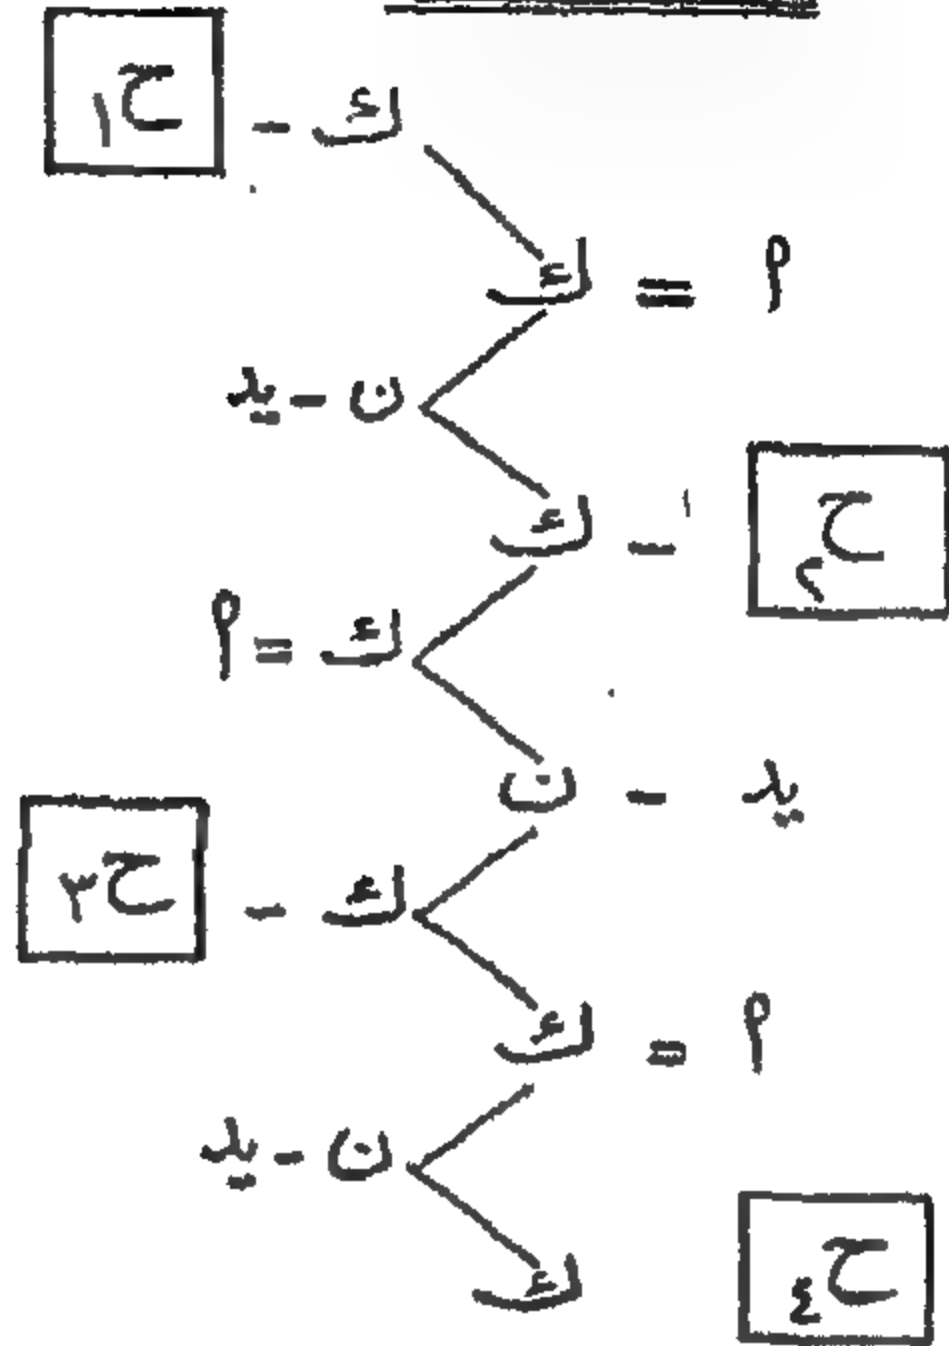 ك - ح١
ك = ا
ن - يد
ك - ح٢
ك = ا
ن - يد
ك - ح٣
ك = ا
ن - يد
ك ح٤